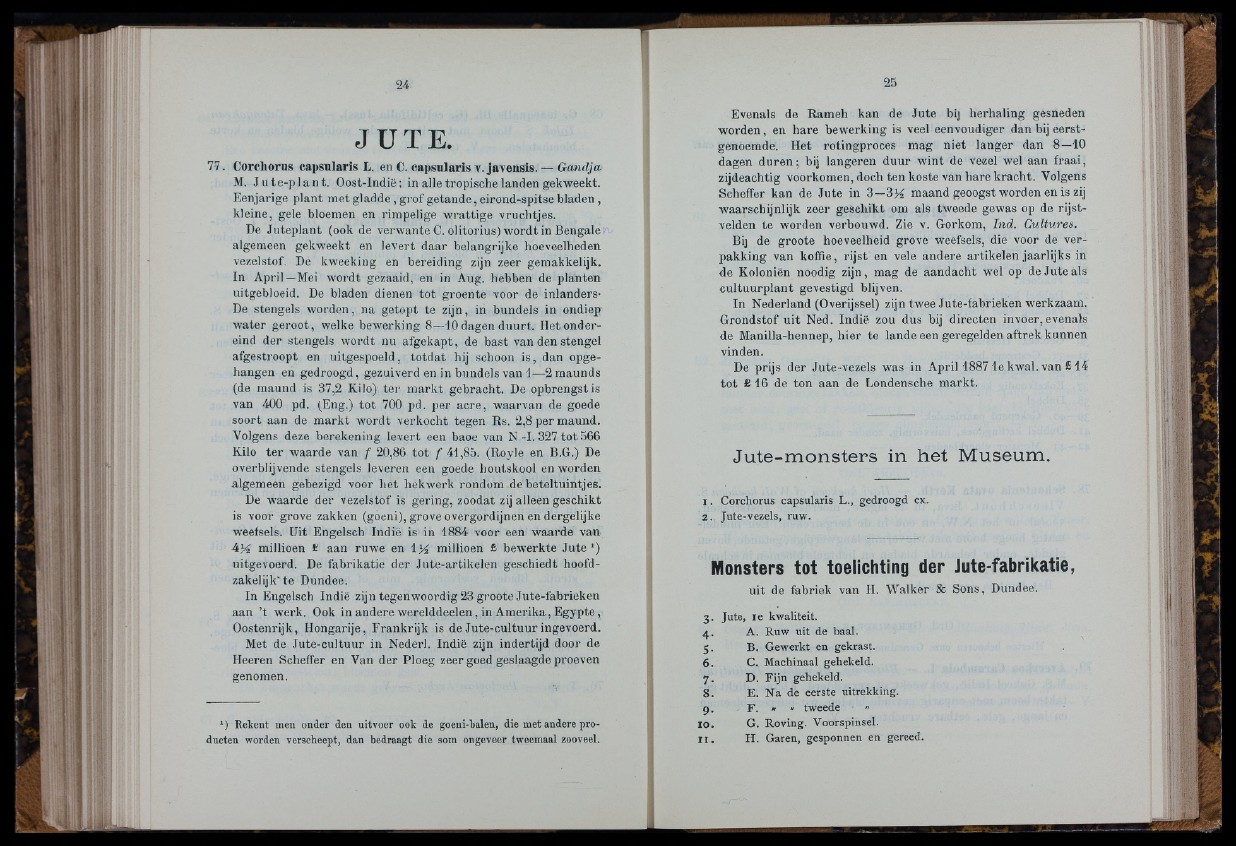 24
JUTE.
77. Corchorus capsularis L. en C. capsularis v. javensis. — Gandja
M. Jute-plant. Oost-Indië; in alle tropische landen gekweekt.
Eenjarige plant met gladde, grof getande, eirond-spitse bladen,
kleine, gele bloemen en rimpelige wrattige vruchtjes.
De Juteplant (ook de verwante C. olitorius) wordt in Bengale
algemeen gekweekt en levert daar belangrijke hoeveelheden
vezelstof. De kweeking en bereiding zijn zeer gemakkelijk.
In April—Mei wordt gezaaid, en in Aug. hebben de planten
uitgebloeid. De bladen dienen tot groente voor de inlanders.
De stengels worden, na getopt te zijn, in bundels in ondiep
water geroot, welke bewerking 8—10 dagen duurt. Het onder-
eind der stengels wordt nu afgekapt, de bast van den stengel
afgestroopt en uitgespoeld, totdat hij schoon is, dan opge-
hangen en gedroogd, gezuiverd en in bundels van 1—2 maunds
(de maund is 37,2 Kilo) ter markt gebracht. De opbrengst is
van 400 pd. (Eng.) tot 700 pd. per acre, waarvan de goede
soort aan de markt wordt verkocht tegen Rs. 2,8 per maund.
Volgens deze berekening levert een baoe van N.-I. 327 tot 566
Kilo ter waarde van ƒ 20,86 tot ƒ 41,85. (Royle en B.G.) De
overblijvende stengels leveren een goede houtskool en worden
algemeen gebezigd voor het hekwerk rondom de beteltuintjes.
De waarde der vezelstof is gering, zoodat zij alleen geschikt
is voor grove zakken (goeni), grove overgordijnen en dergelijke
weefsels. Uit Engelsch Indië is in 1884 voor een waarde van
4½ millioen £ aan ruwe en 1½ millioen £ bewerkte Jute ¹)
uitgevoerd. De fabrikatie der Jute-artikelen geschiedt hoofd-
zakelijk te Dundee.
In Engelsch Indië zijn tegenwoordig 23 groote Jute-fabrieken
aan 't werk. Ook in andere werelddeelen, in Amerika, Egypte,
Oostenrijk, Hongarije, Frankrijk is de Jute-cultuur ingevoerd.
Met de Jute-cultuur in Nederl. Indië zijn indertijd door de
Heeren Scheffer en Van der Ploeg zeer goed geslaagde proeven
genomen.
¹) Rekent men onder den uitvoer ook de goeni-balen, die met andere pro-
ducten worden verscheept, dan bedraagt die som ongeveer tweemaal zooveel.
25
Evenals de Rameh kan de Jute bij herhaling gesneden
worden, en hare bewerking is veel eenvoudiger dan bij eerst-
genoemde. Het rotingproces mag niet langer dan 8—10
dagen duren; bij langeren duur wint de vezel wel aan fraai,
zijdeachtig voorkomen, doch ten koste van hare kracht. Volgens
Scheffer kan de Jute in 3—3½ maand geoogst worden en is zij
waarschijnlijk zeer geschikt om als tweede gewas op de rijst-
velden te worden verbouwd. Zie v. Gorkom, Ind. Cultures.
Bij de groote hoeveelheid grove weefsels, die voor de ver-
pakking van koffie, rijst en vele andere artikelen jaarlijks in
de Koloniën noodig zijn, mag de aandacht wel op de Jute als
cultuurplant gevestigd blijven.
In Nederland (Overijssel) zijn twee Jute-fabrieken werkzaam.
Grondstof uit Ned. Indië zou dus bij directen invoer, evenals
de Manilla-hennep, hier te lande een geregelden aftrek kunnen
vinden.
De prijs der Jute-vezels was in April 1887 1e kwal. van £ 14
tot £ 16 de ton aan de Londensche markt.
Jute-monsters in het Museum.
1. Corchorus capsularis L., gedroogd ex.
2. Jute-vezels, ruw.
Monsters tot toelichting der Jute-fabrikatie,
uit de fabriek van H. Walker & Sons, Dundee.
3. Jute, 1e kwaliteit.
4. A. Ruw uit de baal.
5. B. Gewerkt en gekrast.
6. C. Machinaal gehekeld.
7. D. Fijn gehekeld.
8. E. Na de eerste uitrekking.
9. F. „ „ tweede „
10. G. Roving. Voorspinsel.
11. H. Garen, gesponnen en gereed.